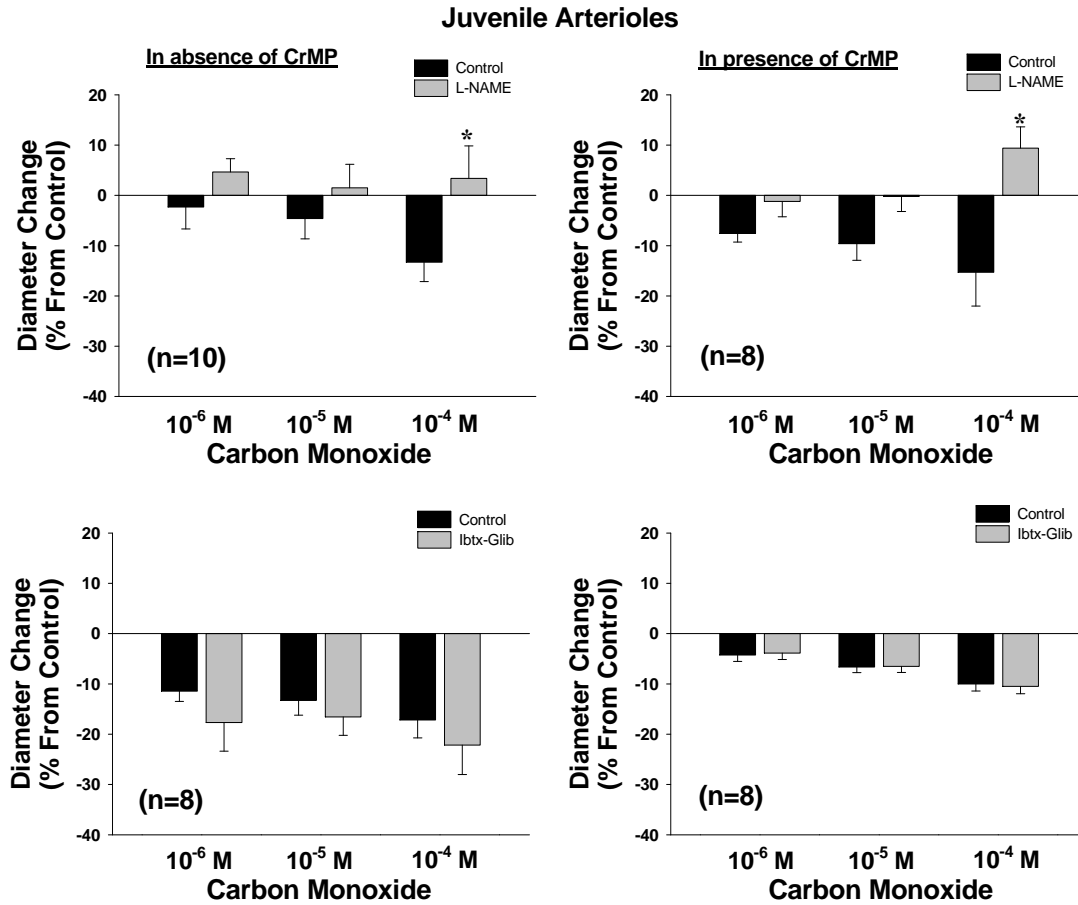 Juvenile Arterioles
In absence of CrMP
Control
L-NAME
20
10
0
-10
-20
-30
-40
Diameter Change
(% From Control)
*
(n=10)
10⁻⁶ M
10⁻⁵ M
10⁻⁴ M
Carbon Monoxide
In presence of CrMP
Control
L-NAME
20
10
0
-10
-20
-30
-40
Diameter Change
(% From Control)
*
(n=8)
10⁻⁶ M
10⁻⁵ M
10⁻⁴ M
Carbon Monoxide
Control
Ibtx-Glib
20
10
0
-10
-20
-30
-40
Diameter Change
(% From Control)
(n=8)
10⁻⁶ M
10⁻⁵ M
10⁻⁴ M
Carbon Monoxide
Control
Ibtx-Glib
20
10
0
-10
-20
-30
-40
Diameter Change
(% From Control)
(n=8)
10⁻⁶ M
10⁻⁵ M
10⁻⁴ M
Carbon Monoxide